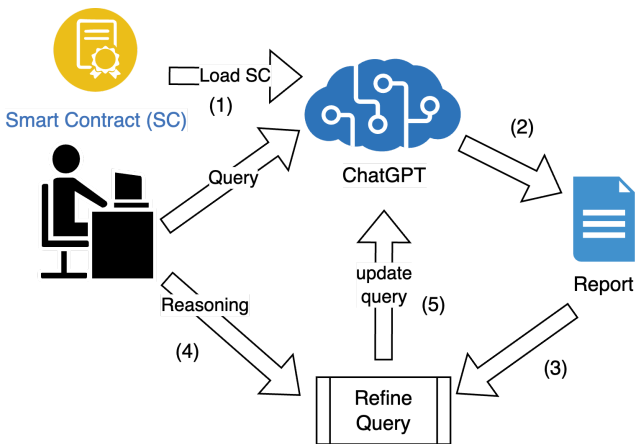 Load SC
(1)
Smart Contract (SC)
(2)
ChatGPT
Query
Report
update
query
(5)
Reasoning
(4)
(3)
Refine
Query